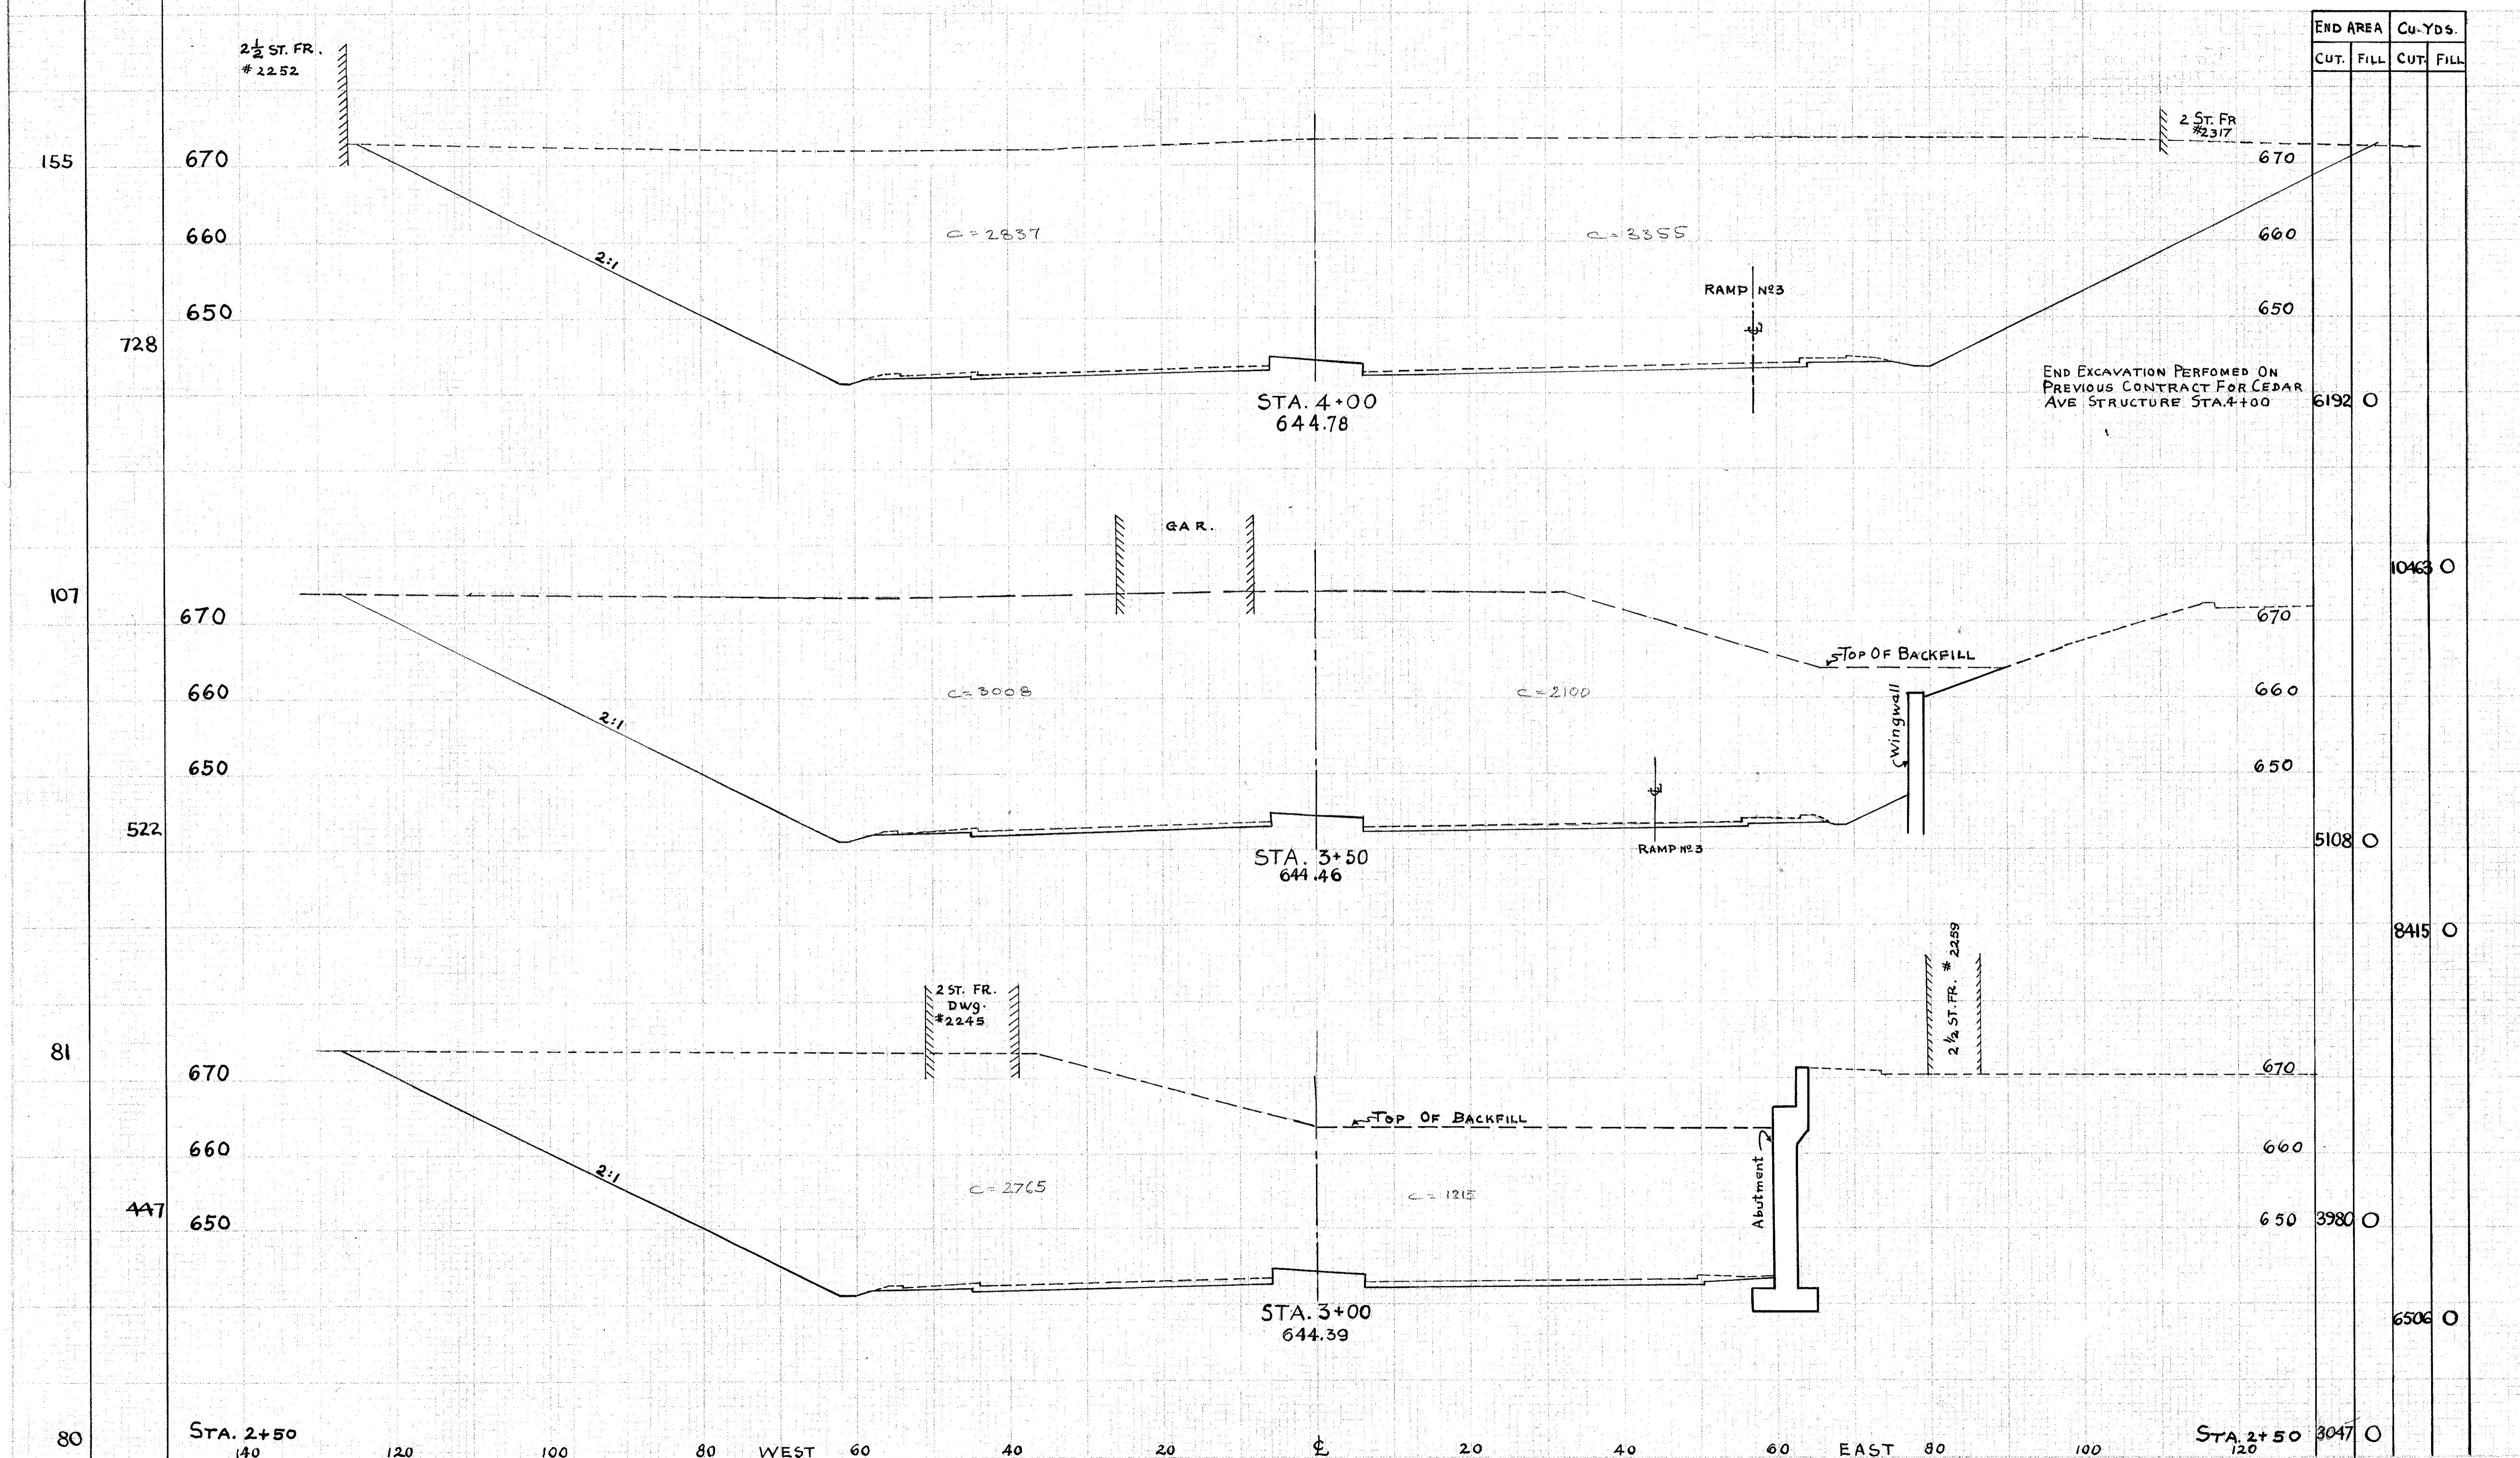 END AREA CU-YDS.
CUT. FILL CUT. FILL
2½ ST. FR.
#2252
2 ST. FR
#2317
155
670
670
660
C = 2837
C = 3355
660
2:1
RAMP Nº3
650
650
728
END EXCAVATION PERFOMED ON
PREVIOUS CONTRACT FOR CEDAR
AVE STRUCTURE STA.4+00
STA. 4+00
644.78
6192 O
GAR.
10463 O
107
670
670
TOP OF BACKFILL
660
C = 3008
C = 2100
660
Wingwall
2:1
650
650
522
RAMP Nº3
STA. 3+50
644.46
5108 O
8415 O
2 ST. FR.
DWG.
#2245
2½ ST. FR. #2259
81
670
670
TOP OF BACKFILL
660
660
2:1
Abutment
C = 2765
C = 1215
447
650
650
3980 O
STA. 3+00
644.39
6506 O
80
STA. 2+50
STA. 2+50
3047 O
140 120 100 80 WEST 60 40 20 ℄ 20 40 60 EAST 80 100 120